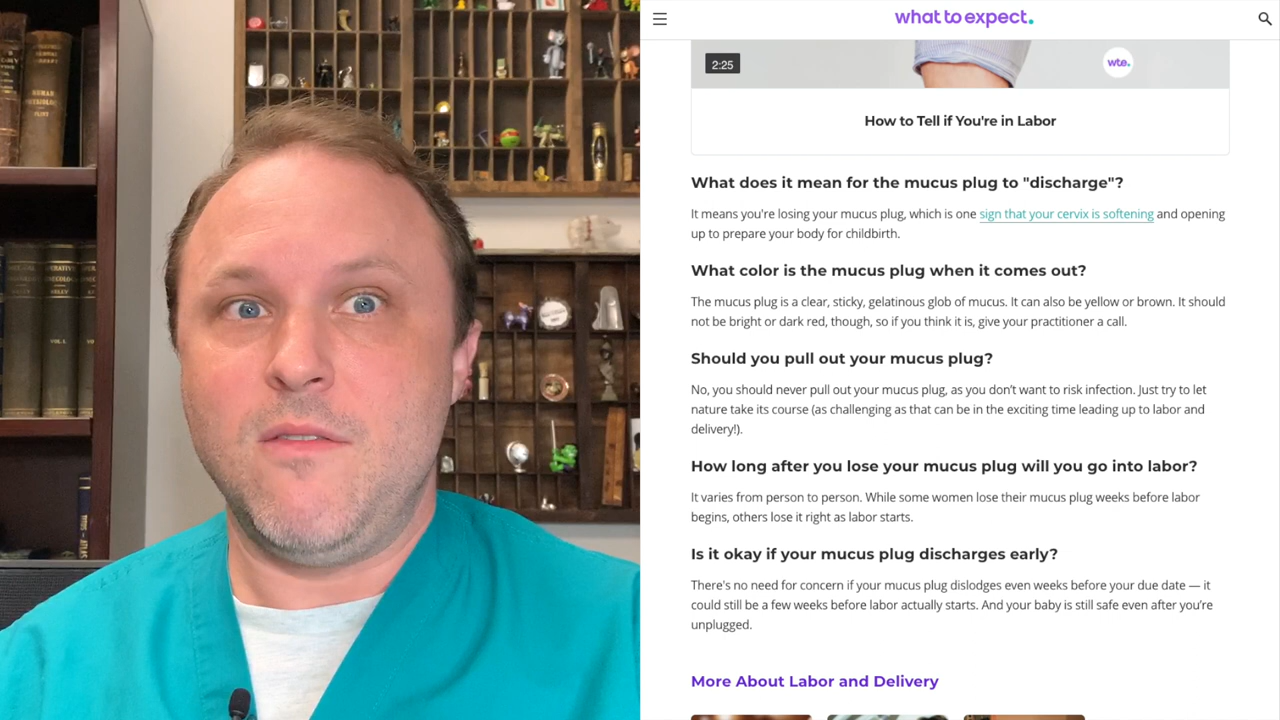 HUMAN
what to expect.
2:25
wte.
How to Tell if You're in Labor
What does it mean for the mucus plug to "discharge"?
It means you're losing your mucus plug, which is one sign that your cervix is softening and opening
up to prepare your body for childbirth.
What color is the mucus plug when it comes out?
The mucus plug is a clear, sticky, gelatinous glob of mucus. It can also be yellow or brown. It should
not be bright or dark red, though, so if you think it is, give your practitioner a call.
Should you pull out your mucus plug?
No, you should never pull out your mucus plug, as you don’t want to risk infection. Just try to let
nature take its course (as challenging as that can be in the exciting time leading up to labor and
delivery!).
How long after you lose your mucus plug will you go into labor?
It varies from person to person. While some women lose their mucus plug weeks before labor
begins, others lose it right as labor starts.
Is it okay if your mucus plug discharges early?
There's no need for concern if your mucus plug dislodges even weeks before your due date — it
could still be a few weeks before labor actually starts. And your baby is still safe even after you’re
unplugged.
More About Labor and Delivery